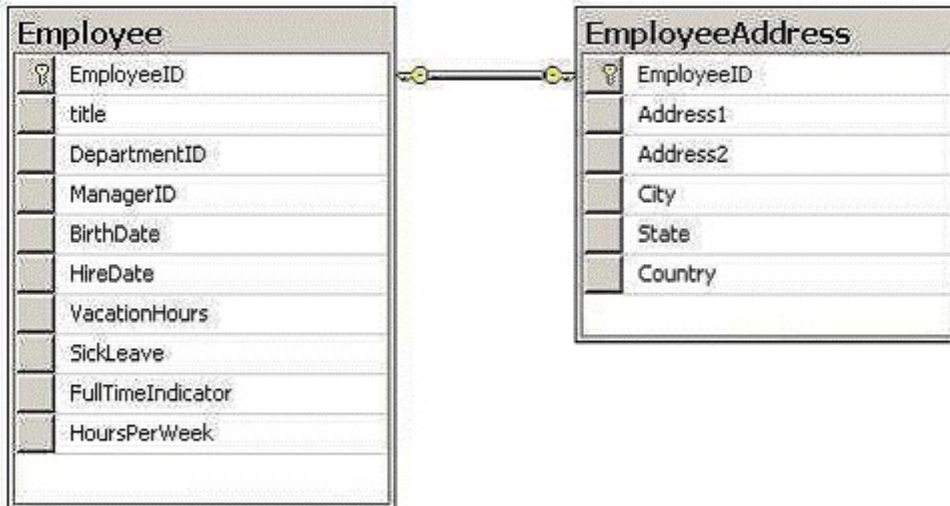 Employee
EmployeeID
title
DepartmentID
ManagerID
BirthDate
HireDate
VacationHours
SickLeave
FullTimeIndicator
HoursPerWeek
EmployeeAddress
EmployeeID
Address1
Address2
City
State
Country